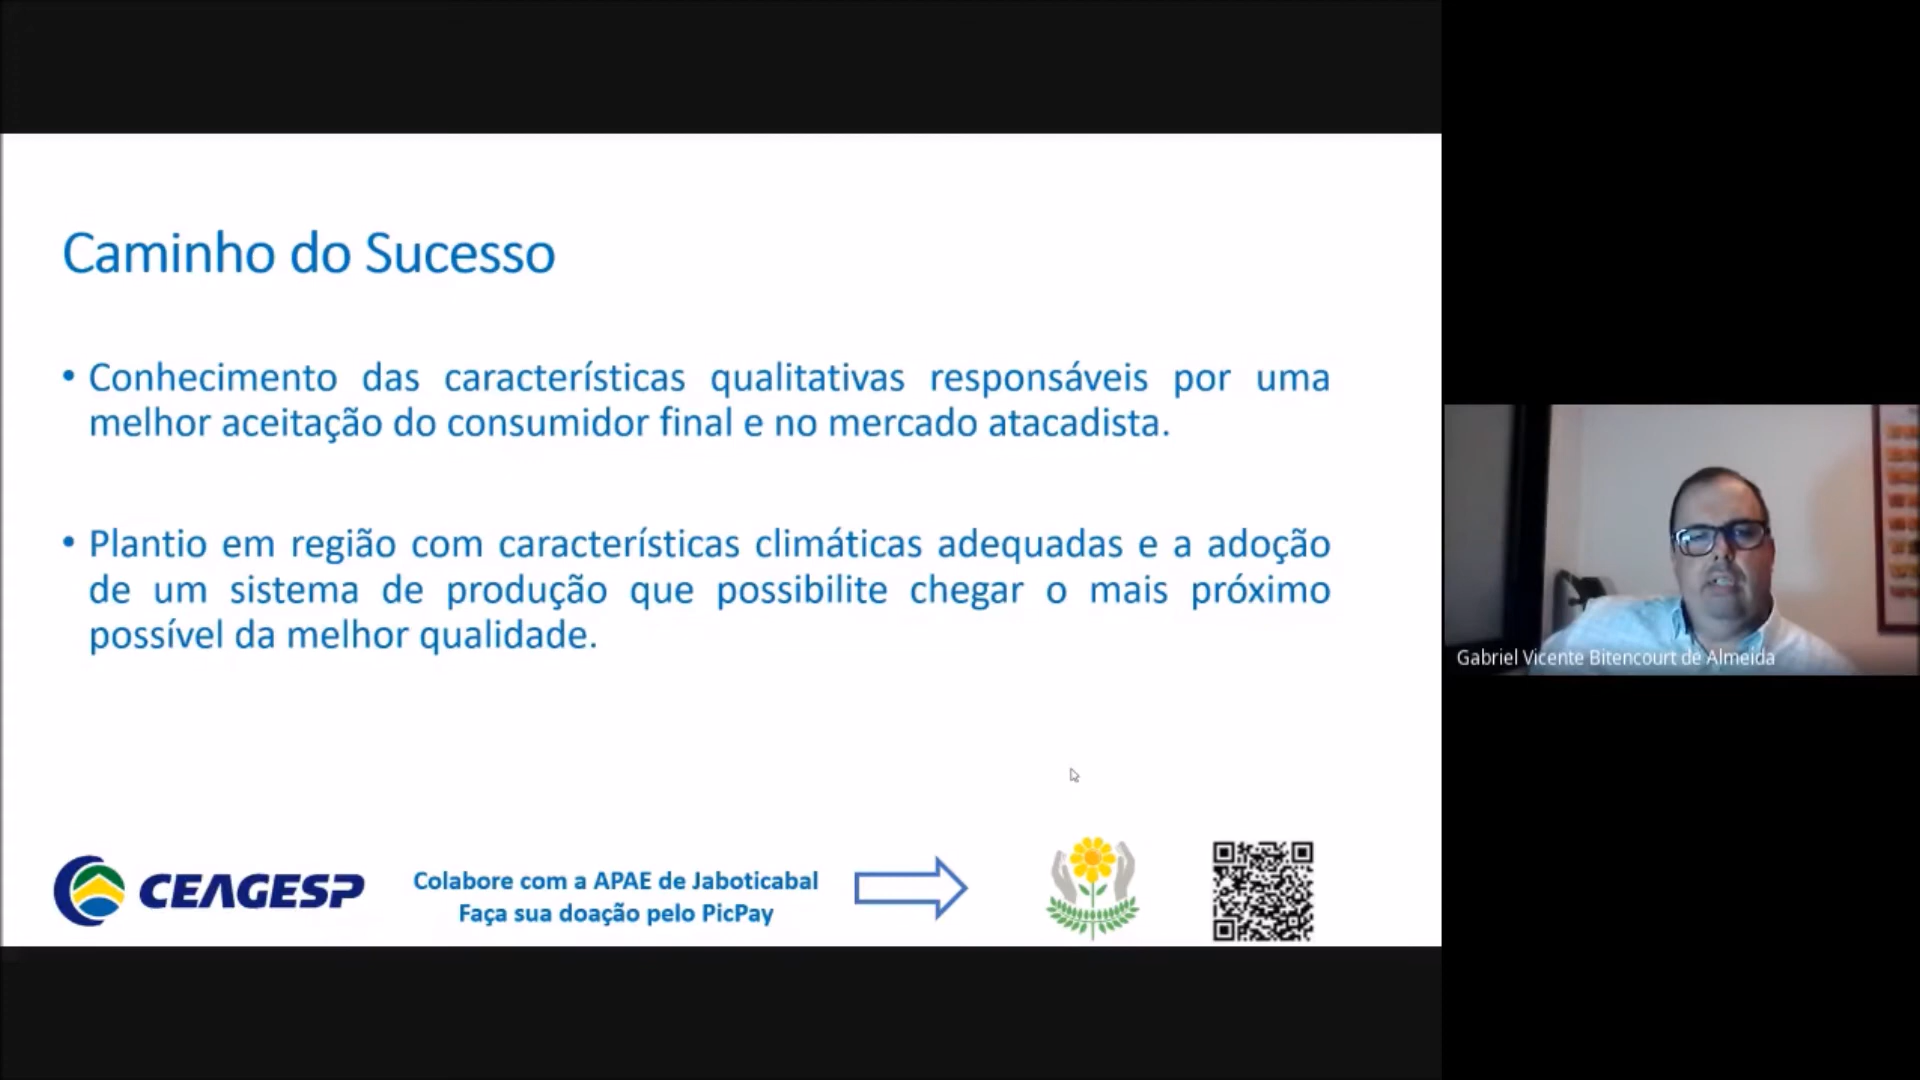 Caminho do Sucesso
• Conhecimento das características qualitativas responsáveis por uma
melhor aceitação do consumidor final e no mercado atacadista.
• Plantio em região com características climáticas adequadas e a adoção
de um sistema de produção que possibilite chegar o mais próximo
possível da melhor qualidade.
CEAGESP
Colabore com a APAE de Jaboticabal
Faça sua doação pelo PicPay
Gabriel Vicente Bitencourt de Almeida